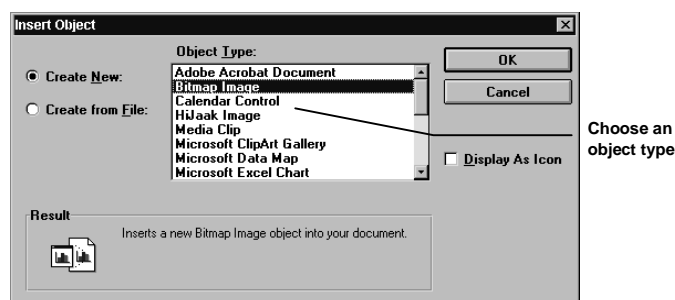 Insert Object
Object Type:
Create New:
Create from File:
Adobe Acrobat Document
Bitmap Image
Calendar Control
HiJaak Image
Media Clip
Microsoft ClipArt Gallery
Microsoft Data Map
Microsoft Excel Chart
OK
Cancel
Display As Icon
Choose an
object type
Result
Inserts a new Bitmap Image object into your document.